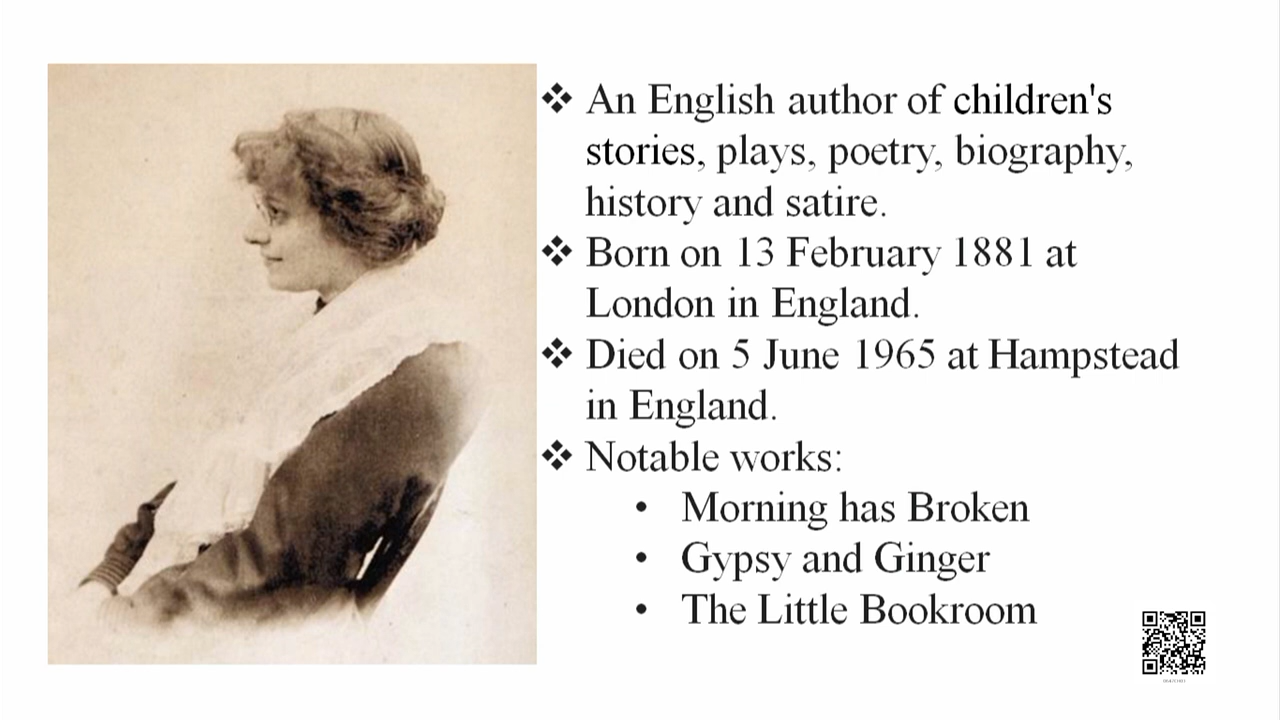 ❖ An English author of children's
stories, plays, poetry, biography,
history and satire.
❖ Born on 13 February 1881 at
London in England.
❖ Died on 5 June 1965 at Hampstead
in England.
❖ Notable works:
• Morning has Broken
• Gypsy and Ginger
• The Little Bookroom